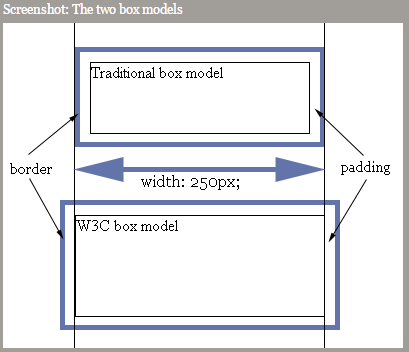 Screenshot: The two box models
Traditional box model
border
padding
width: 250px;
W3C box model